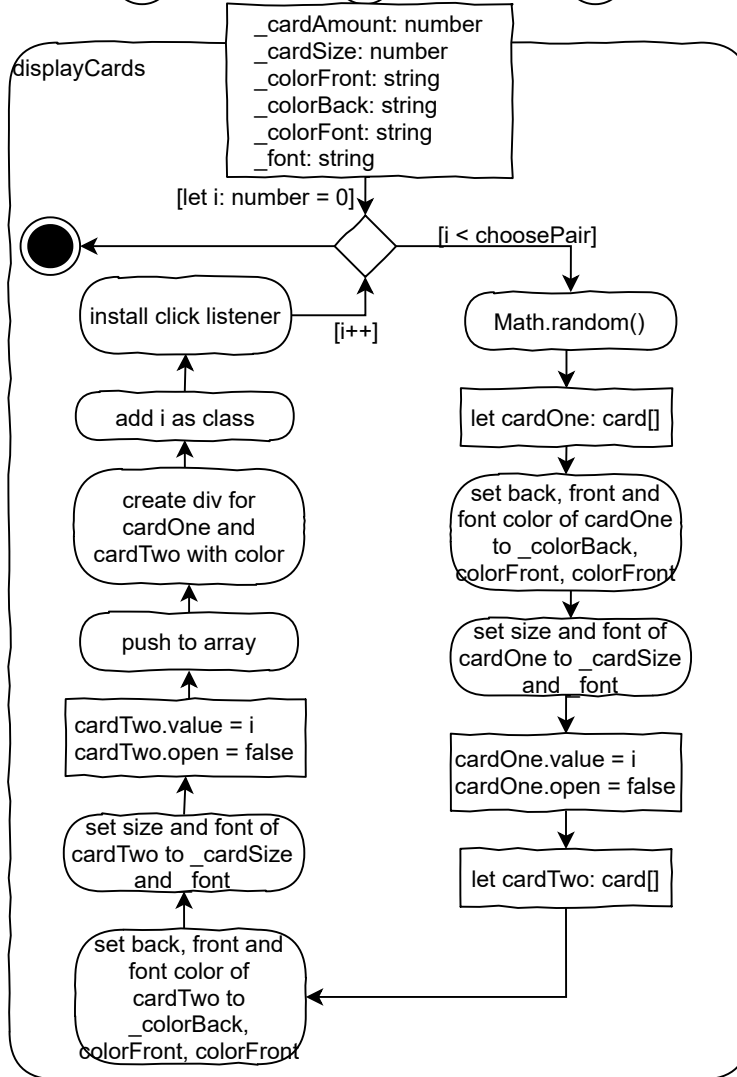 displayCards
_cardAmount: number
_cardSize: number
_colorFront: string
_colorBack: string
_colorFont: string
_font: string
[let i: number = 0]
[i < choosePair]
Math.random()
let cardOne: card[]
set back, front and
font color of cardOne
to _colorBack,
colorFront, colorFront
set size and font of
cardOne to _cardSize
and _font
cardOne.value = i
cardOne.open = false
let cardTwo: card[]
set back, front and
font color of
cardTwo to
_colorBack,
colorFront, colorFront
set size and font of
cardTwo to _cardSize
and _font
cardTwo.value = i
cardTwo.open = false
push to array
create div for
cardOne and
cardTwo with color
add i as class
install click listener
[i++]